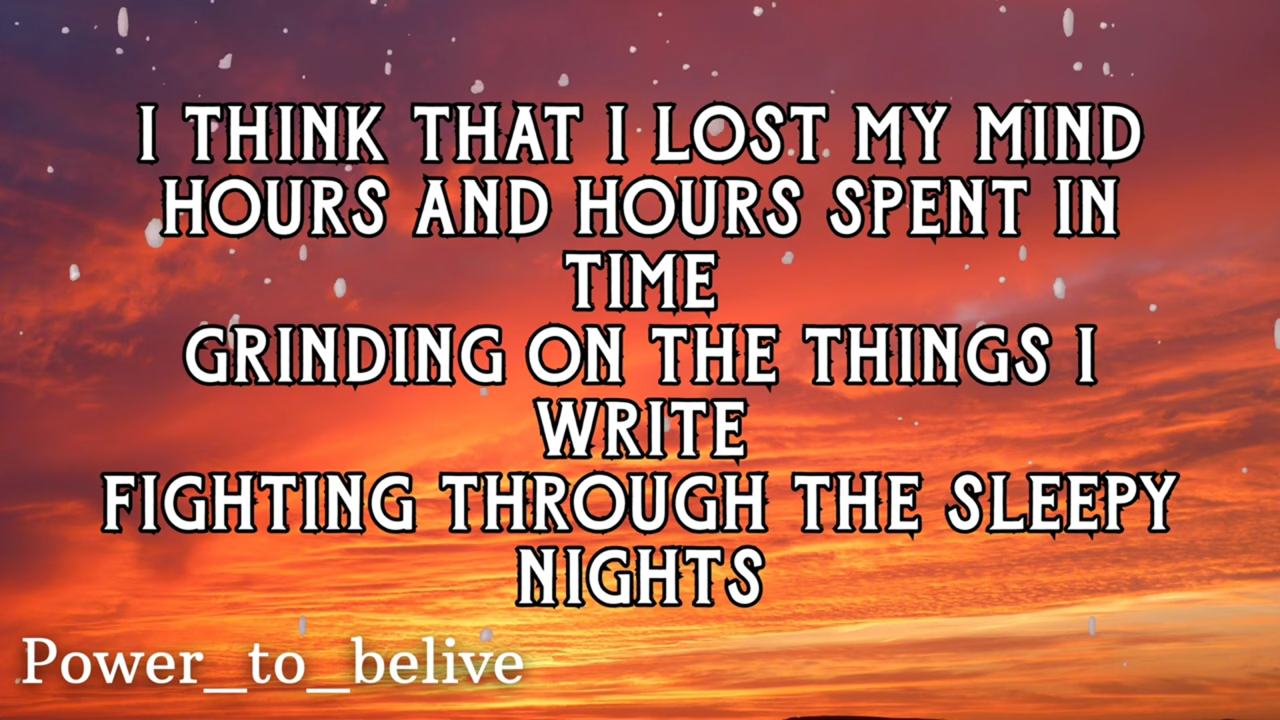 I THINK THAT I LOST MY MIND
HOURS AND HOURS SPENT IN
TIME
GRINDING ON THE THINGS I
WRITE
FIGHTING THROUGH THE SLEEPY
NIGHTS
Power_to_belive